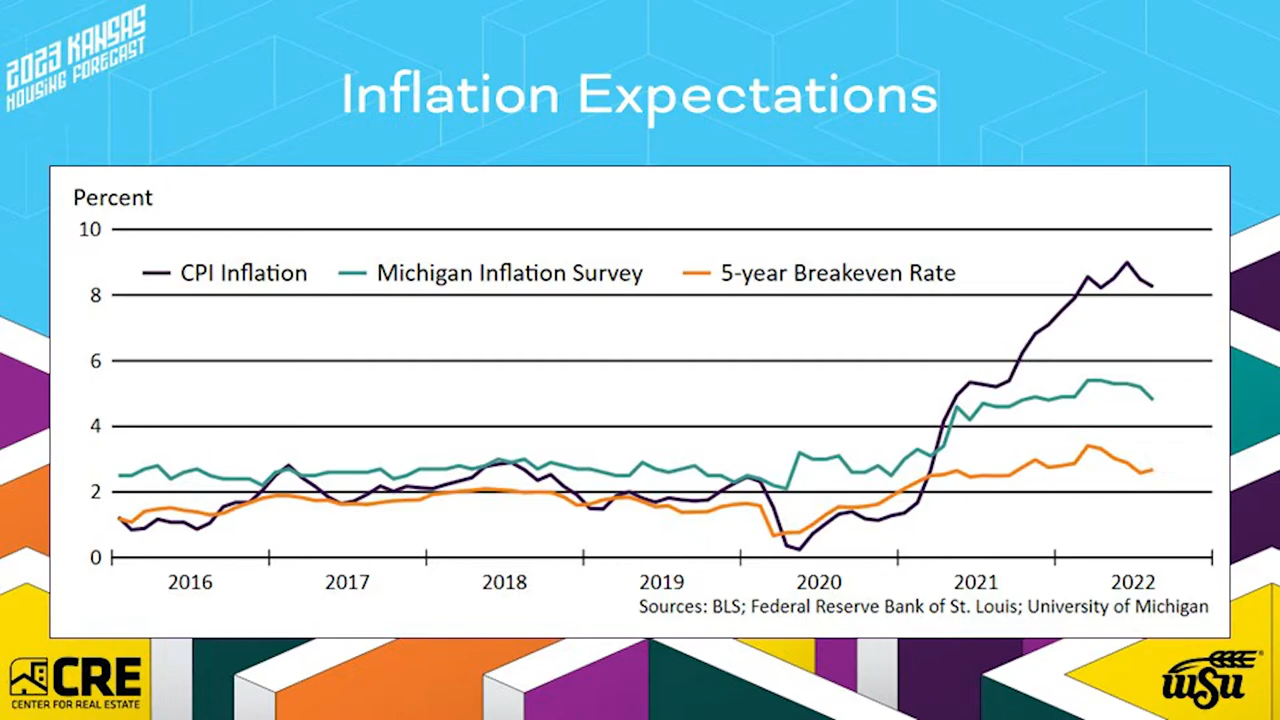 2023 KANSAS
HOUSING FORECAST
Inflation Expectations
Percent
10
CPI Inflation Michigan Inflation Survey 5-year Breakeven Rate
8
6
4
2
0
2016 2017 2018 2019 2020 2021 2022
Sources: BLS; Federal Reserve Bank of St. Louis; University of Michigan
CRE
CENTER FOR REAL ESTATE
WSU